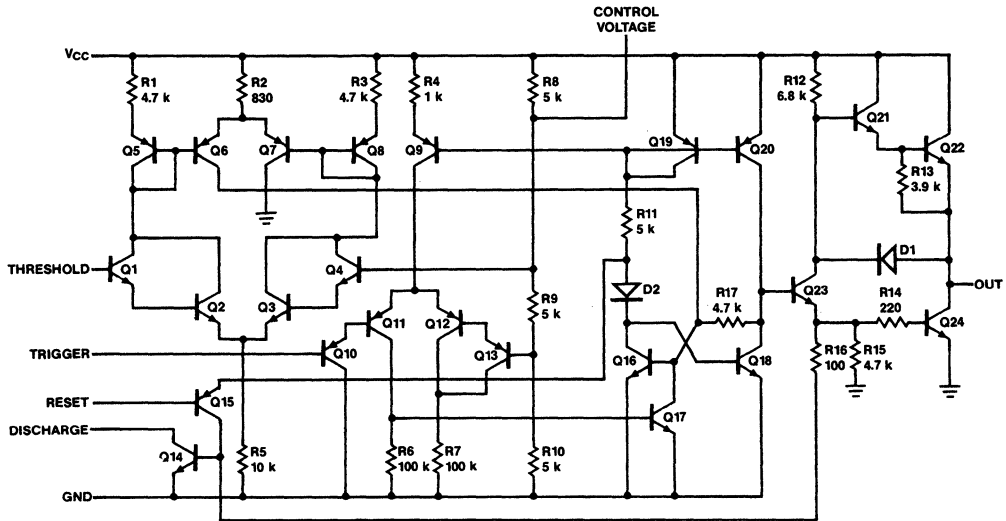 CONTROL
VOLTAGE
VCC
R1
4.7 k
R2
830
R3
4.7 k
R4
1 k
R8
5 k
R12
6.8 k
Q21
Q5
Q6
Q7
Q8
Q9
Q19
Q20
Q22
R13
3.9 k
R11
5 k
THRESHOLD
Q1
Q2
Q3
Q4
D2
D1
R9
5 k
R17
4.7 k
Q23
OUT
R14
220
Q24
TRIGGER
Q10
Q11
Q12
Q13
Q16
Q18
R16
100
R15
4.7 k
RESET
Q15
Q17
DISCHARGE
Q14
R5
10 k
R6
100 k
R7
100 k
R10
5 k
GND